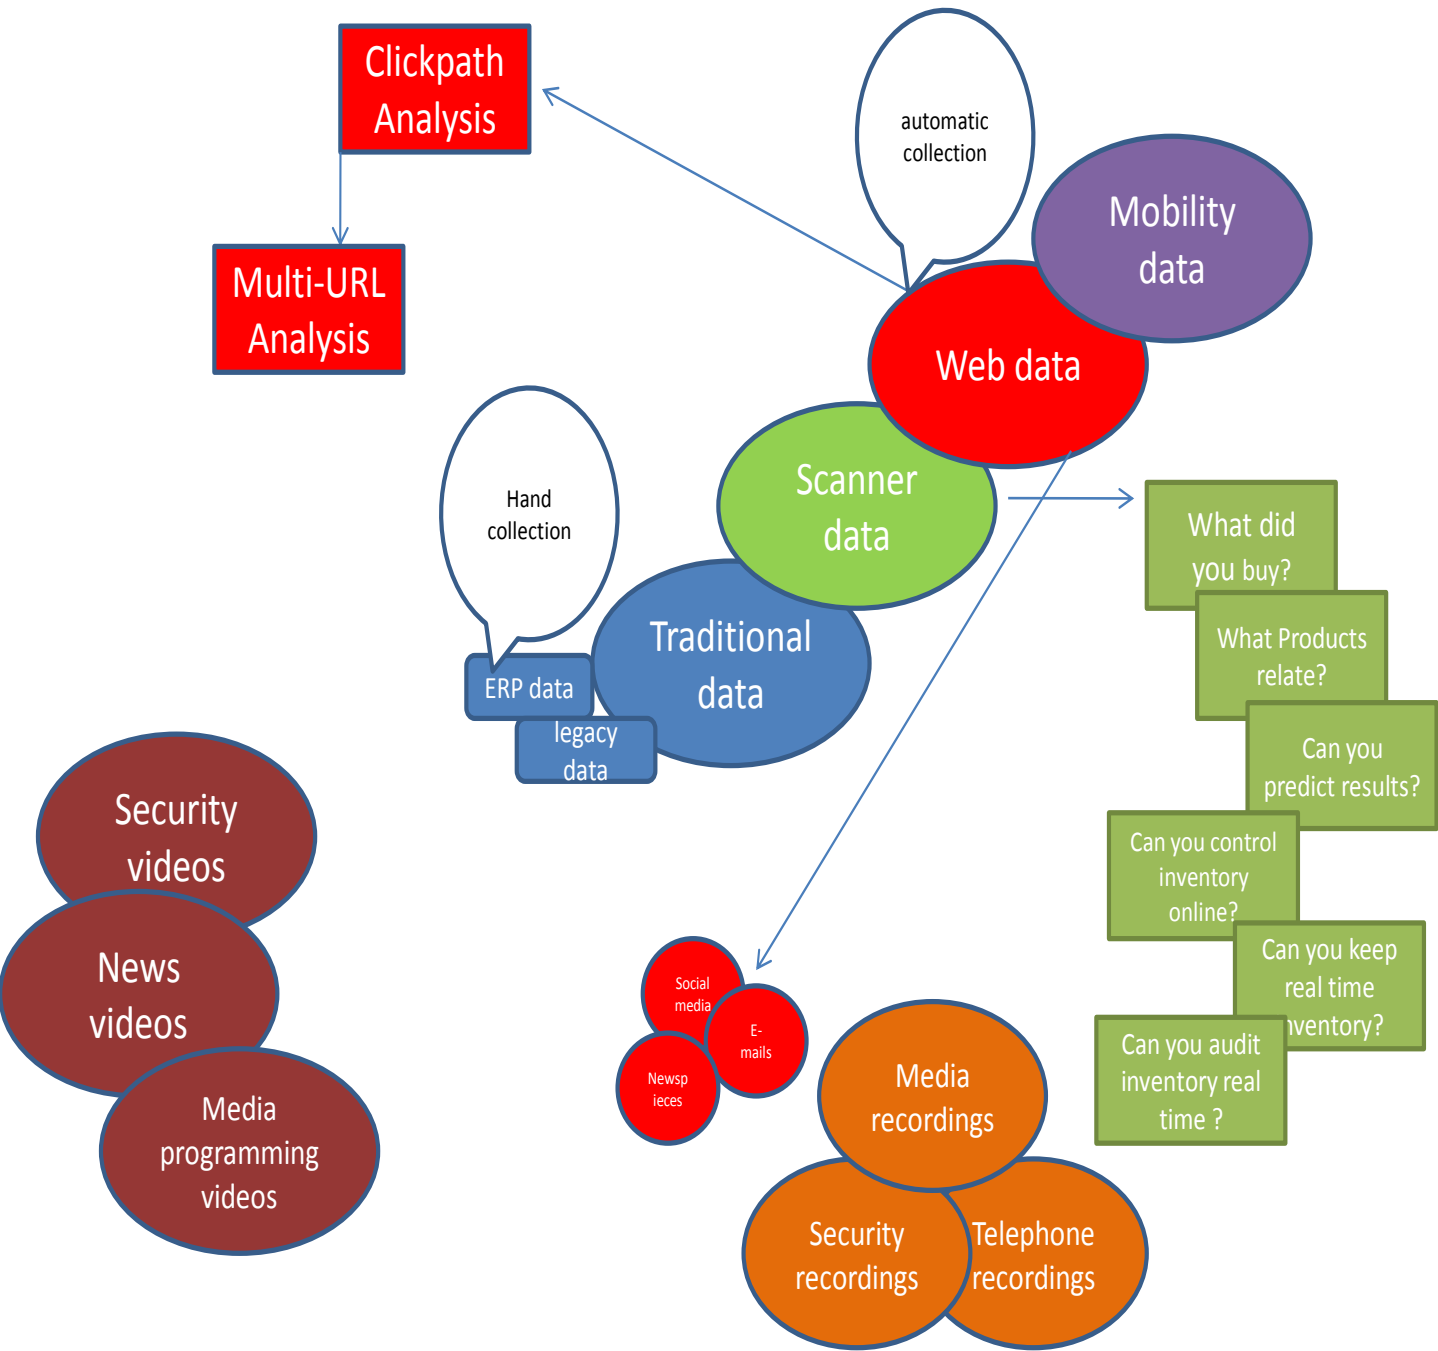 Clickpath
Analysis
automatic
collection
Mobility
data
Multi-URL
Analysis
Web data
Scanner
data
Hand
collection
What did
you buy?
Traditional
data
What Products
relate?
ERP data
legacy
data
Can you
predict results?
Security
videos
Can you control
inventory
online?
News
videos
Can you keep
real time
nventory?
Social
media
E-
mails
Newsp
ieces
Can you audit
inventory real
time ?
Media
recordings
Media
programming
videos
Security
recordings
Telephone
recordings